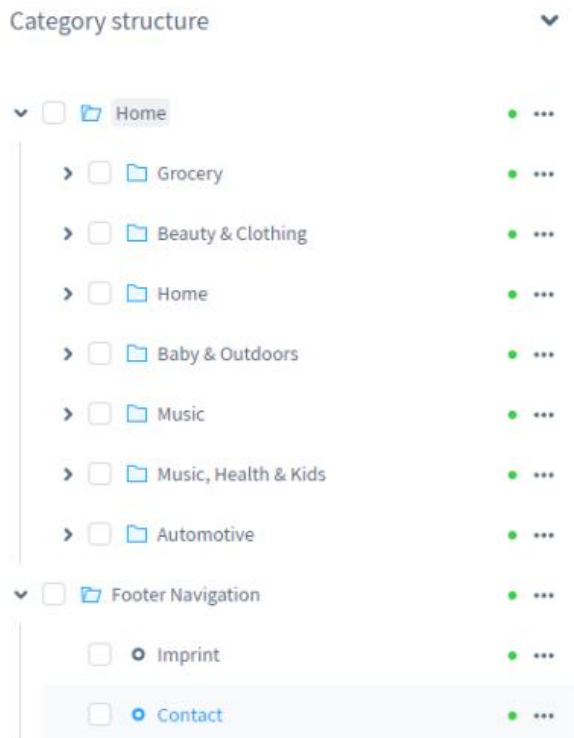 Category structure
Home
Grocery
Beauty & Clothing
Home
Baby & Outdoors
Music
Music, Health & Kids
Automotive
Footer Navigation
Imprint
Contact